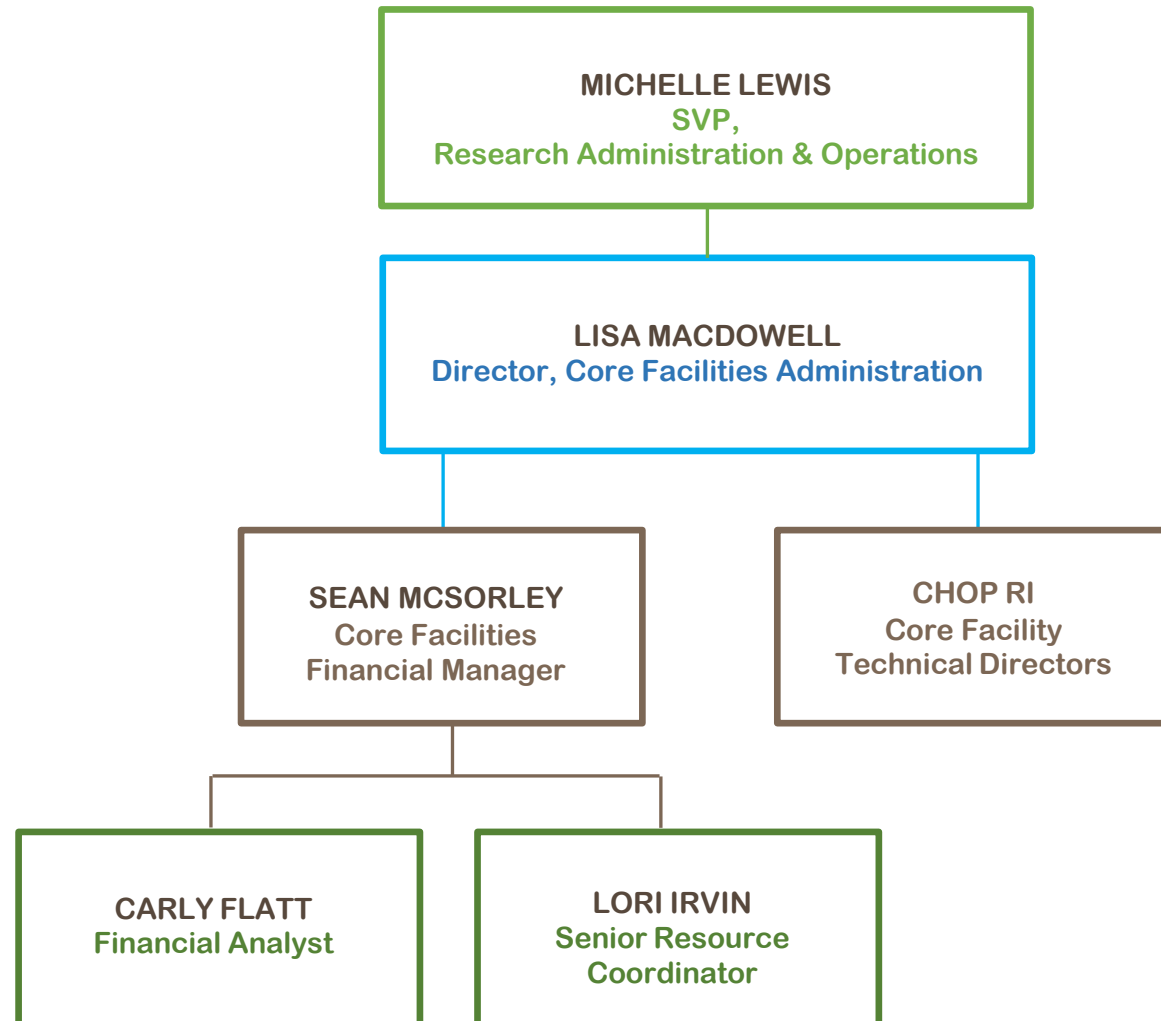 MICHELLE LEWIS
SVP,
Research Administration & Operations
LISA MACDOWELL
Director, Core Facilities Administration
SEAN MCSORLEY
Core Facilities
Financial Manager
CHOP RI
Core Facility
Technical Directors
CARLY FLATT
Financial Analyst
LORI IRVIN
Senior Resource
Coordinator